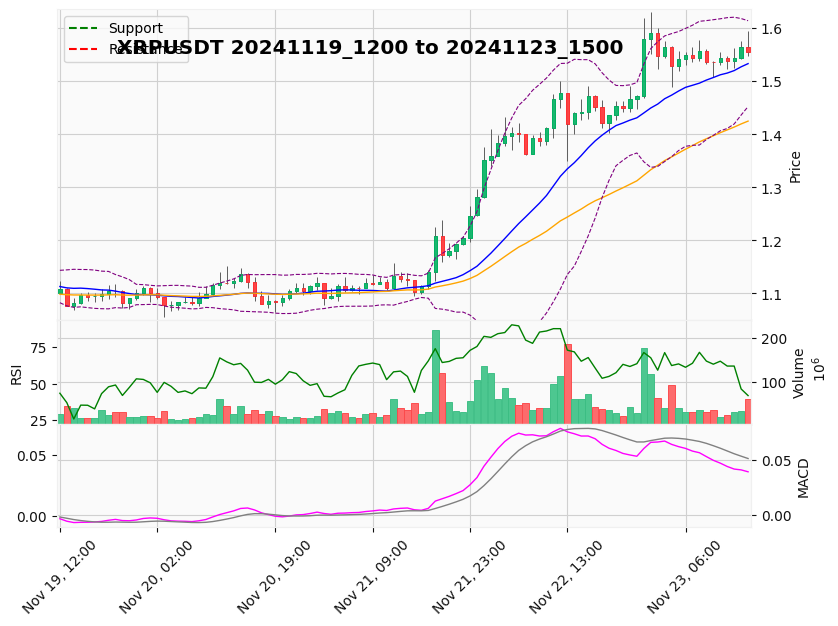 XRPUSDT 20241119_1200 to 20241123_1500
Support
Resistance
1.6
1.5
1.4
1.3
1.2
1.1
Price
75
50
25
RSI
200
100
Volume
10^6
0.05
0.00
0.05
0.00
MACD
Nov 19, 12:00
Nov 20, 02:00
Nov 20, 19:00
Nov 21, 09:00
Nov 21, 23:00
Nov 22, 13:00
Nov 23, 06:00